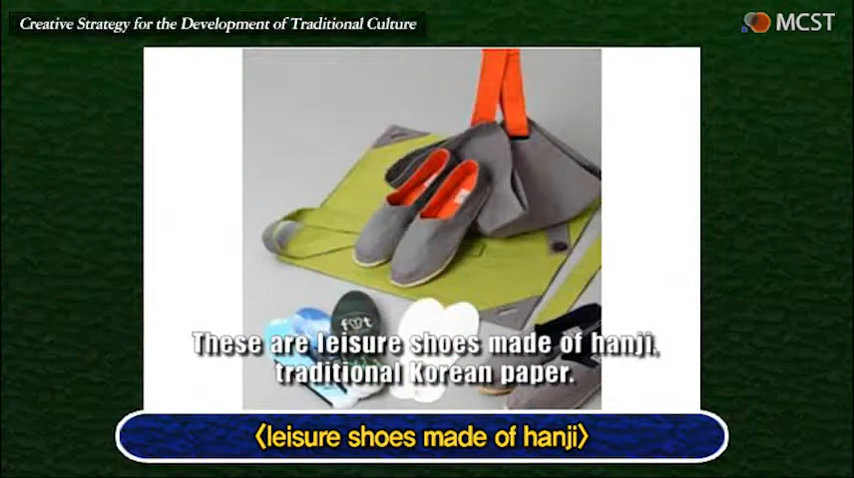 Creative Strategy for the Development of Traditional Culture
MCST
These are leisure shoes made of hanji,
traditional Korean paper.
〈leisure shoes made of hanji〉